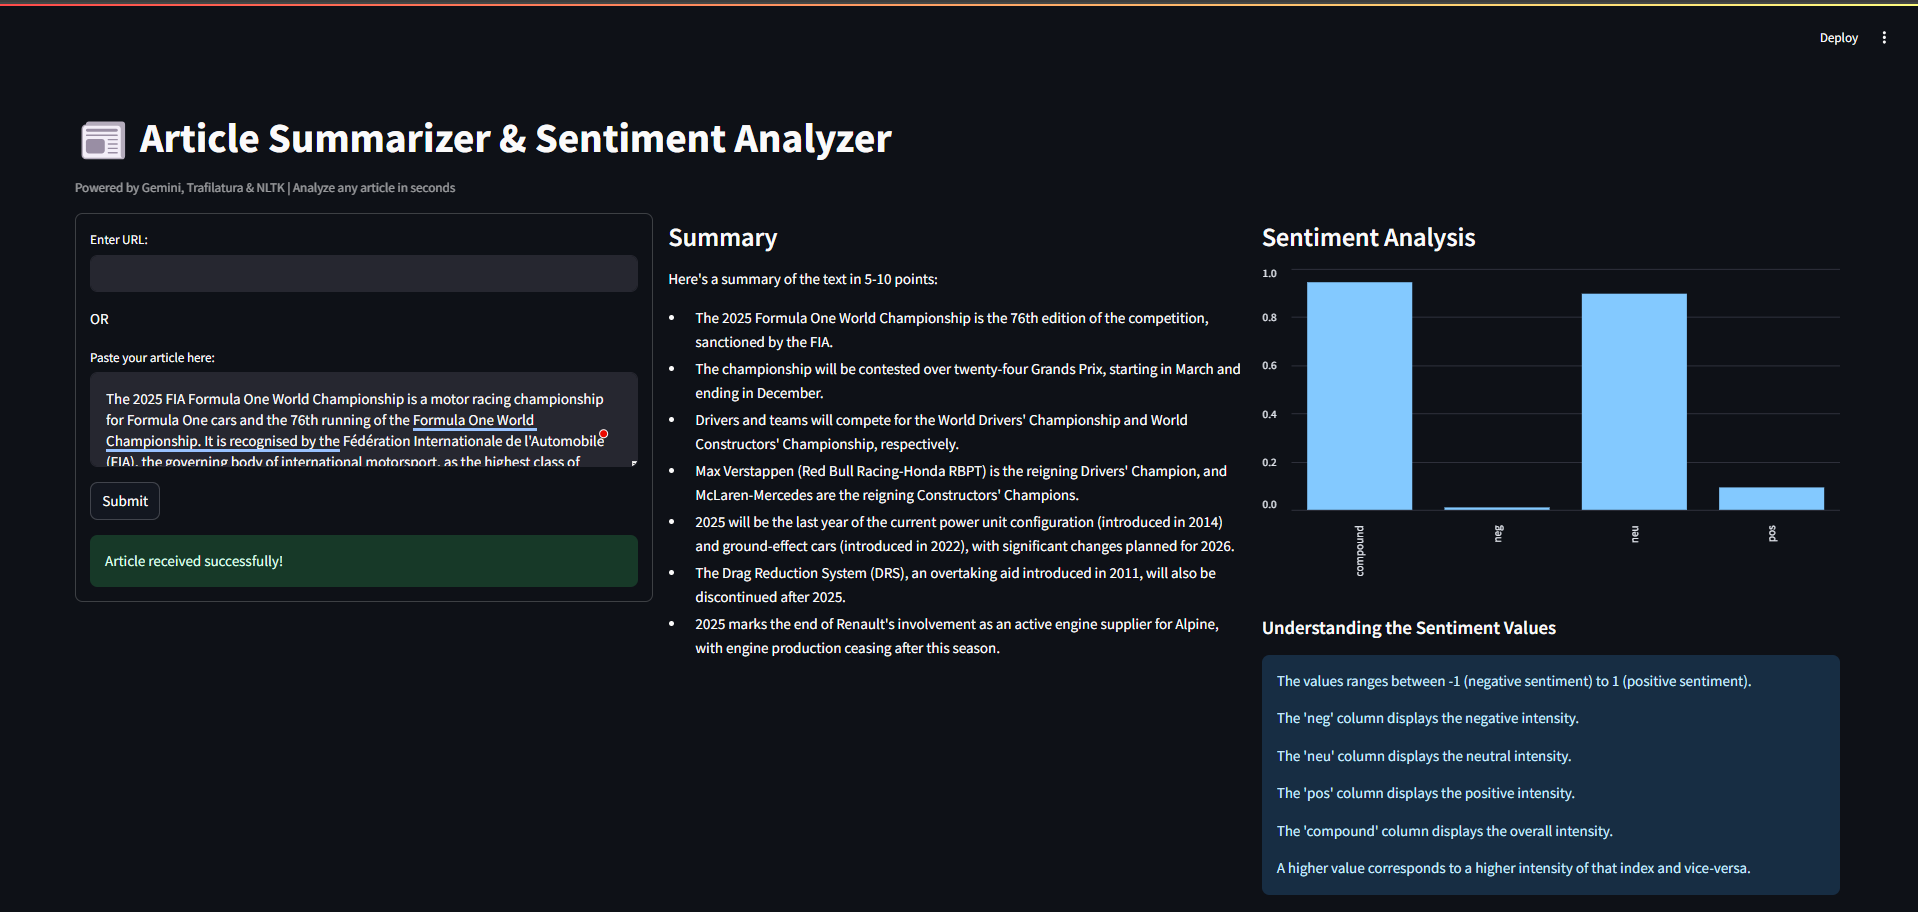 Deploy
Article Summarizer & Sentiment Analyzer
Powered by Gemini, Trafilatura & NLTK | Analyze any article in seconds
Enter URL:
OR
Paste your article here:
The 2025 FIA Formula One World Championship is a motor racing championship
for Formula One cars and the 76th running of the Formula One World
Championship. It is recognised by the Fédération Internationale de l'Automobile
(FIA), the governing body of international motorsport, as the highest class of
Submit
Article received successfully!
Summary
Here's a summary of the text in 5-10 points:
• The 2025 Formula One World Championship is the 76th edition of the competition,
sanctioned by the FIA.
• The championship will be contested over twenty-four Grands Prix, starting in March and
ending in December.
• Drivers and teams will compete for the World Drivers' Championship and World
Constructors' Championship, respectively.
• Max Verstappen (Red Bull Racing-Honda RBPT) is the reigning Drivers' Champion, and
McLaren-Mercedes are the reigning Constructors' Champions.
• 2025 will be the last year of the current power unit configuration (introduced in 2014)
and ground-effect cars (introduced in 2022), with significant changes planned for 2026.
• The Drag Reduction System (DRS), an overtaking aid introduced in 2011, will also be
discontinued after 2025.
• 2025 marks the end of Renault's involvement as an active engine supplier for Alpine,
with engine production ceasing after this season.
Sentiment Analysis
1.0
0.8
0.6
0.4
0.2
0.0
compound
neg
neu
pos
Understanding the Sentiment Values
The values ranges between -1 (negative sentiment) to 1 (positive sentiment).
The 'neg' column displays the negative intensity.
The 'neu' column displays the neutral intensity.
The 'pos' column displays the positive intensity.
The 'compound' column displays the overall intensity.
A higher value corresponds to a higher intensity of that index and vice-versa.